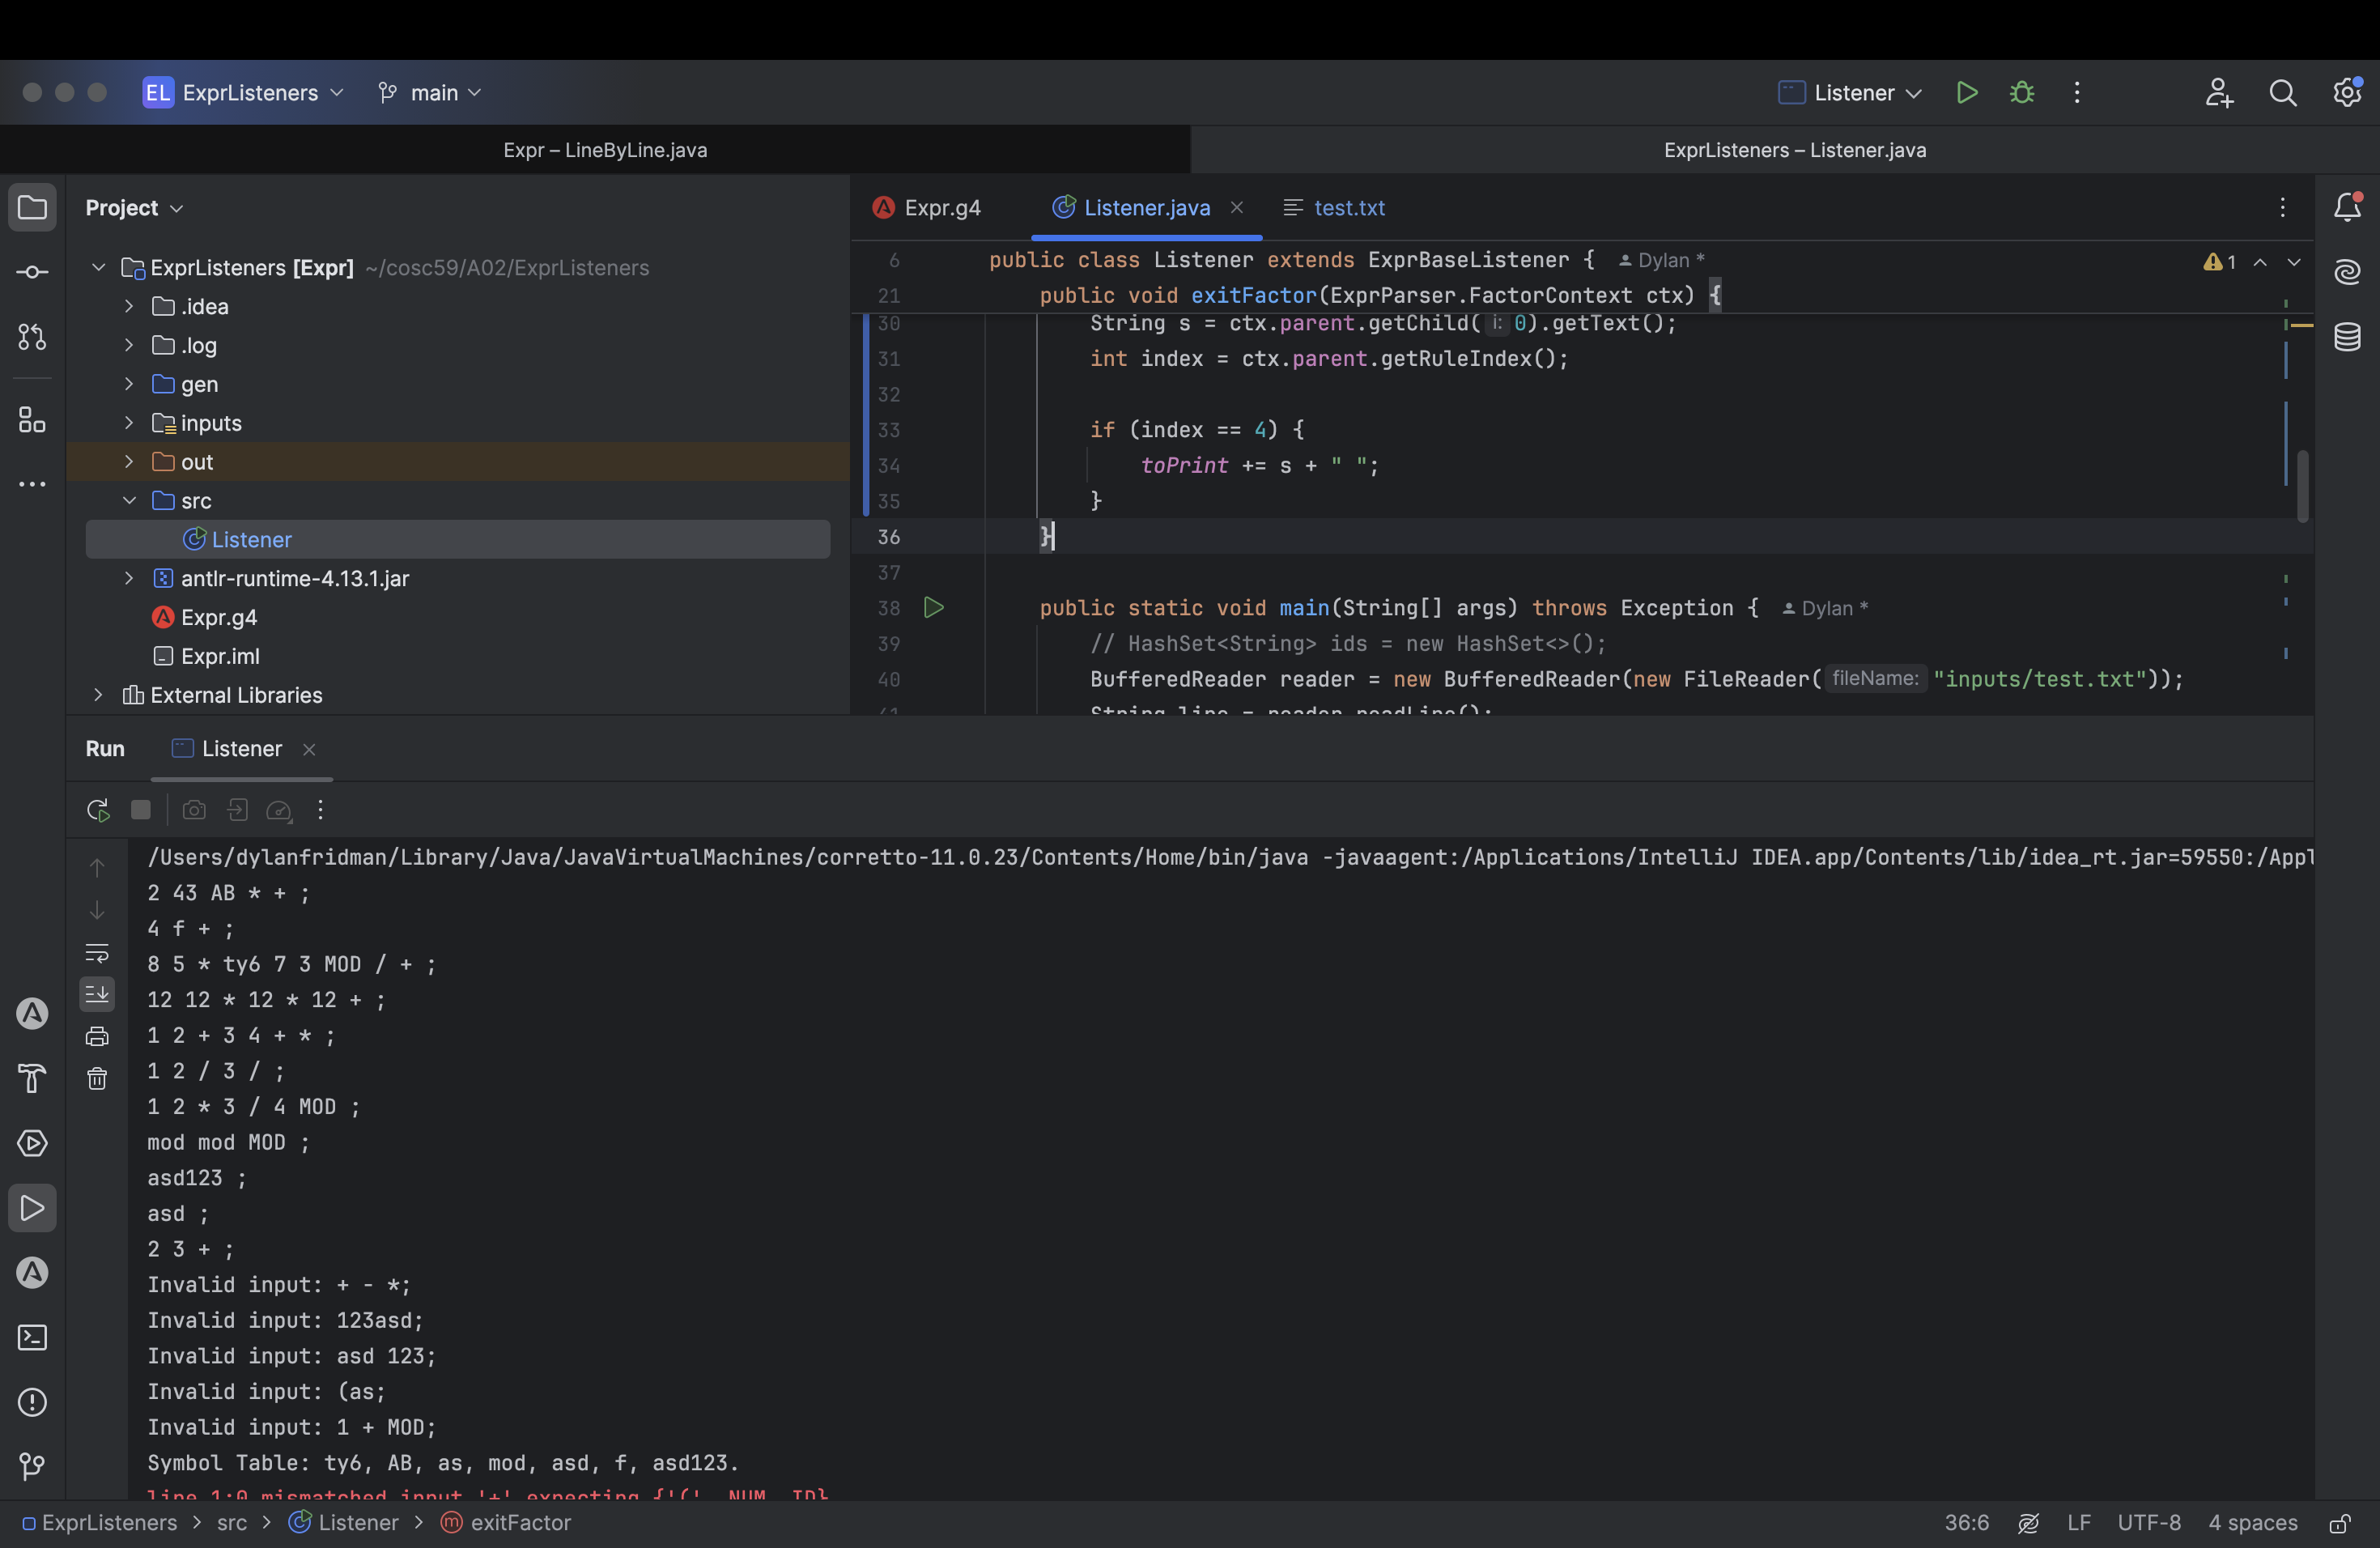 EL ExprListeners main Listener
Expr – LineByLine.java
ExprListeners – Listener.java
Project
ExprListeners [Expr] ~/cosc59/A02/ExprListeners
.idea
.log
gen
inputs
out
src
Listener
antlr-runtime-4.13.1.jar
Expr.g4
Expr.iml
External Libraries
Expr.g4 Listener.java test.txt
6 public class Listener extends ExprBaseListener { Dylan *
1
21 public void exitFactor(ExprParser.FactorContext ctx) {
30 String s = ctx.parent.getChild( i: 0).getText();
31 int index = ctx.parent.getRuleIndex();
32
33 if (index == 4) {
34 toPrint += s + " ";
35 }
36 }
37
38 public static void main(String[] args) throws Exception { Dylan *
39 // HashSet<String> ids = new HashSet<>();
40 BufferedReader reader = new BufferedReader(new FileReader( fileName: "inputs/test.txt"));
41 String line = reader.readLine();
Run Listener
/Users/dylanfridman/Library/Java/JavaVirtualMachines/corretto-11.0.23/Contents/Home/bin/java -javaagent:/Applications/IntelliJ IDEA.app/Contents/lib/idea_rt.jar=59550:/Appl
2 43 AB * + ;
4 f + ;
8 5 * ty6 7 3 MOD / + ;
12 12 * 12 * 12 + ;
1 2 + 3 4 + * ;
1 2 / 3 / ;
1 2 * 3 / 4 MOD ;
mod mod MOD ;
asd123 ;
asd ;
2 3 + ;
Invalid input: + - *;
Invalid input: 123asd;
Invalid input: asd 123;
Invalid input: (as;
Invalid input: 1 + MOD;
Symbol Table: ty6, AB, as, mod, asd, f, asd123.
line 1:0 mismatched input '+' expecting {'(', NUM, ID}
ExprListeners > src > Listener > exitFactor
36:6 LF UTF-8 4 spaces